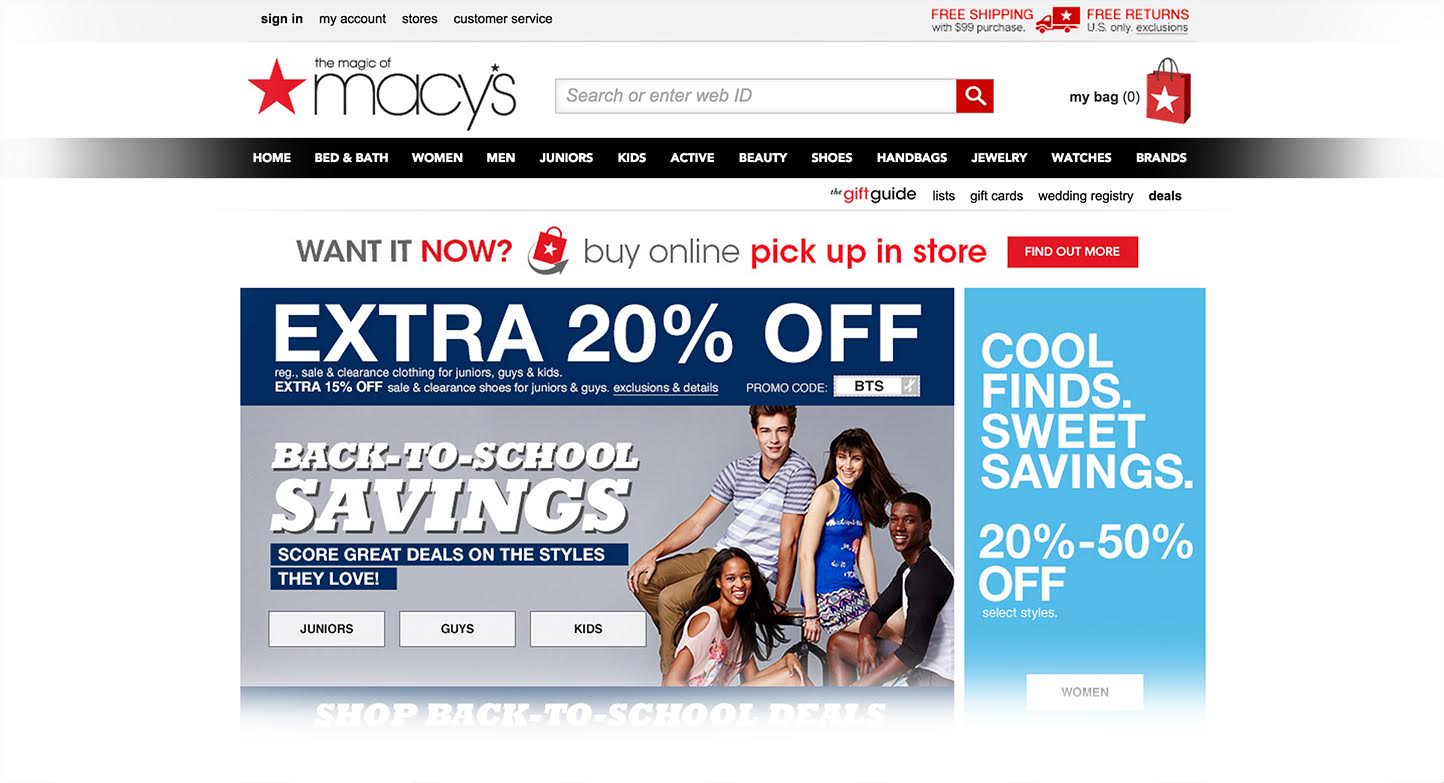 sign in my account stores customer service
FREE SHIPPING FREE RETURNS
with $99 purchase. U.S. only. exclusions
the magic of
macy's
Search or enter web ID
my bag (0)
HOME BED & BATH WOMEN MEN JUNIORS KIDS ACTIVE BEAUTY SHOES HANDBAGS JEWELRY WATCHES BRANDS
the gift guide lists gift cards wedding registry deals
WANT IT NOW? buy online pick up in store FIND OUT MORE
EXTRA 20% OFF
reg., sale & clearance clothing for juniors, guys & kids.
EXTRA 15% OFF sale & clearance shoes for juniors & guys. exclusions & details PROMO CODE: BTS
BACK-TO-SCHOOL
SAVINGS
SCORE GREAT DEALS ON THE STYLES
THEY LOVE!
JUNIORS GUYS KIDS
SHOP BACK-TO-SCHOOL DEALS
COOL
FINDS.
SWEET
SAVINGS.
20%-50%
OFF
select styles.
WOMEN